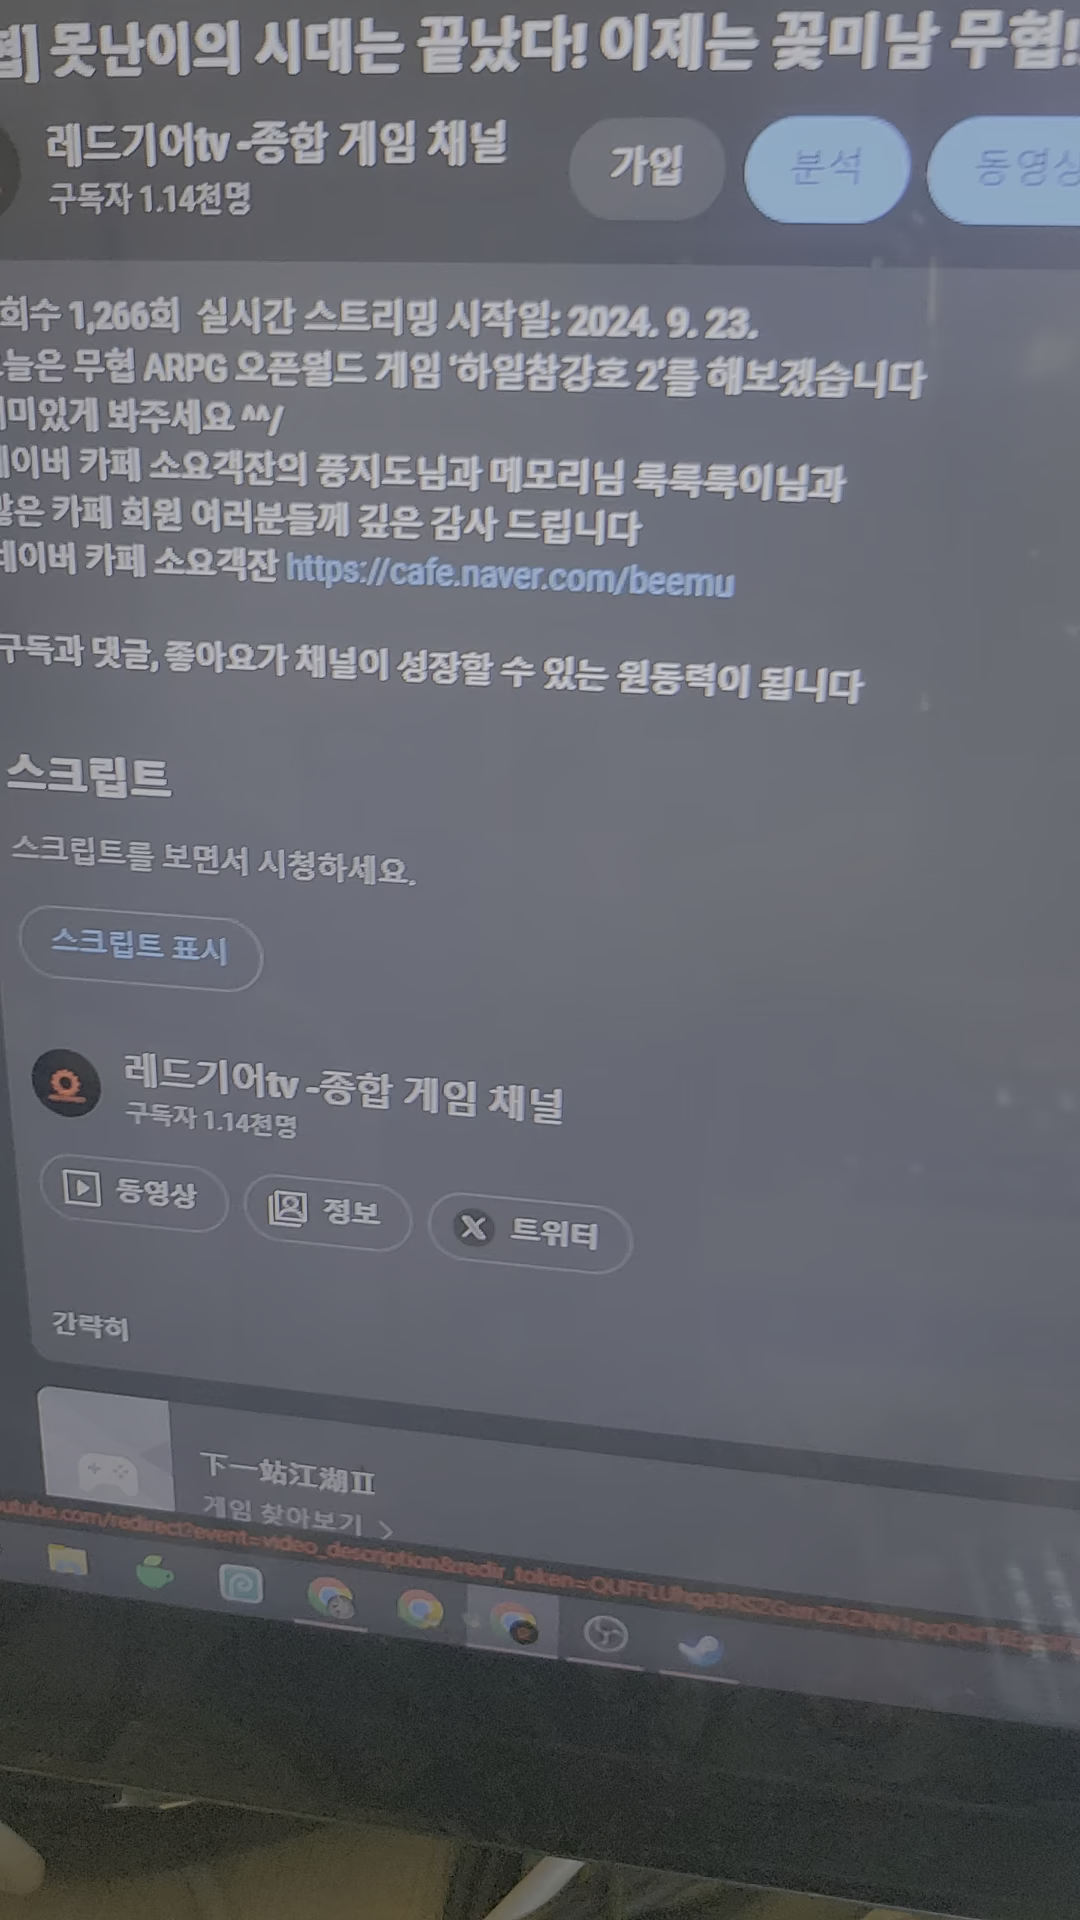 협] 못난이의 시대는 끝났다! 이제는 꽃미남 무협!!
레드기어tv -종합 게임 채널
가입
분석
동영상
구독자 1.14천명
회수 1,266회 실시간 스트리밍 시작일: 2024. 9. 23.
늘은 무협 ARPG 오픈월드 게임 '하일참강호 2'를 해보겠습니다
미있게 봐주세요 ^^/
이버 카페 소요객잔의 풍지도님과 메모리님 룩룩룩이님과
많은 카페 회원 여러분들께 깊은 감사 드립니다
네이버 카페 소요객잔 https://cafe.naver.com/beemu
구독과 댓글, 좋아요가 채널이 성장할 수 있는 원동력이 됩니다
스크립트
스크립트를 보면서 시청하세요.
스크립트 표시
레드기어tv -종합 게임 채널
구독자 1.14천명
동영상
정보
트위터
간략히
下一站江湖Ⅱ
게임 찾아보기
utube.com/redirect?event=video_description&redir_token=